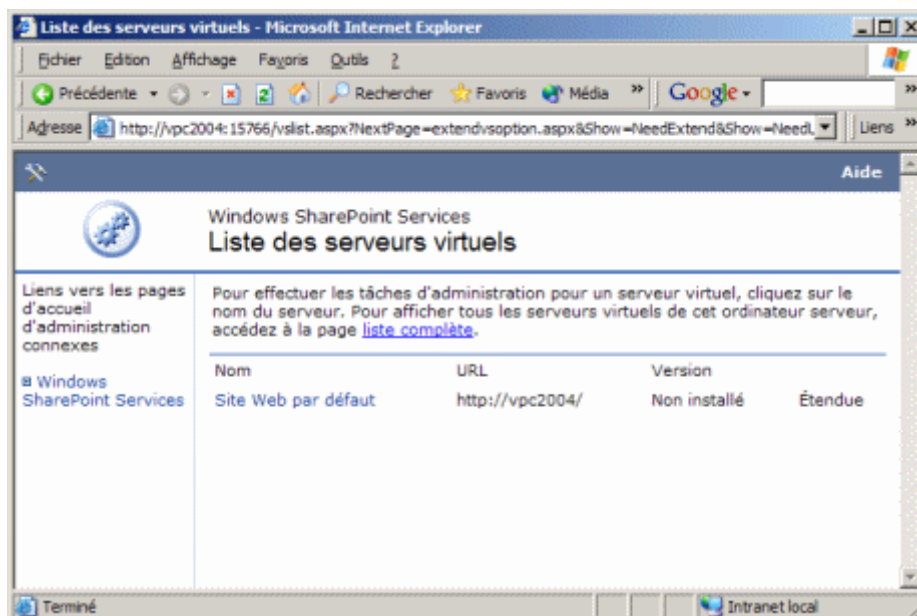 Liste des serveurs virtuels - Microsoft Internet Explorer
Fichier Edition Affichage Favoris Outils ?
Précédente Rechercher Favoris Média » Google »
Adresse http://vpc2004:15766/vslist.aspx?NextPage=extendvsoption.aspx&Show=NeedExtend&Show=NeedU Liens »
Aide
Windows SharePoint Services
Liste des serveurs virtuels
Liens vers les pages
d'accueil
d'administration
connexes
Windows
SharePoint Services
Pour effectuer les tâches d'administration pour un serveur virtuel, cliquez sur le
nom du serveur. Pour afficher tous les serveurs virtuels de cet ordinateur serveur,
accédez à la page liste complète.
Nom URL Version
Site Web par défaut http://vpc2004/ Non installé Étendue
Terminé Intranet local